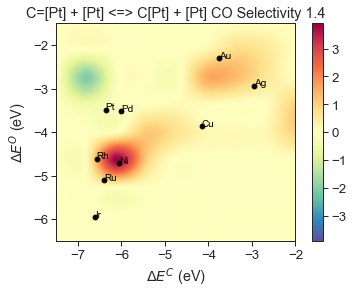 C=[Pt] + [Pt] <=> C[Pt] + [Pt] CO Selectivity 1.4
Au
Ag
Pt
Pd
Cu
Rh
Ni
Ru
Ir
−2
−3
−4
−5
−6
ΔE^O (eV)
−7
−6
−5
−4
−3
−2
ΔE^C (eV)
3
2
1
0
−1
−2
−3